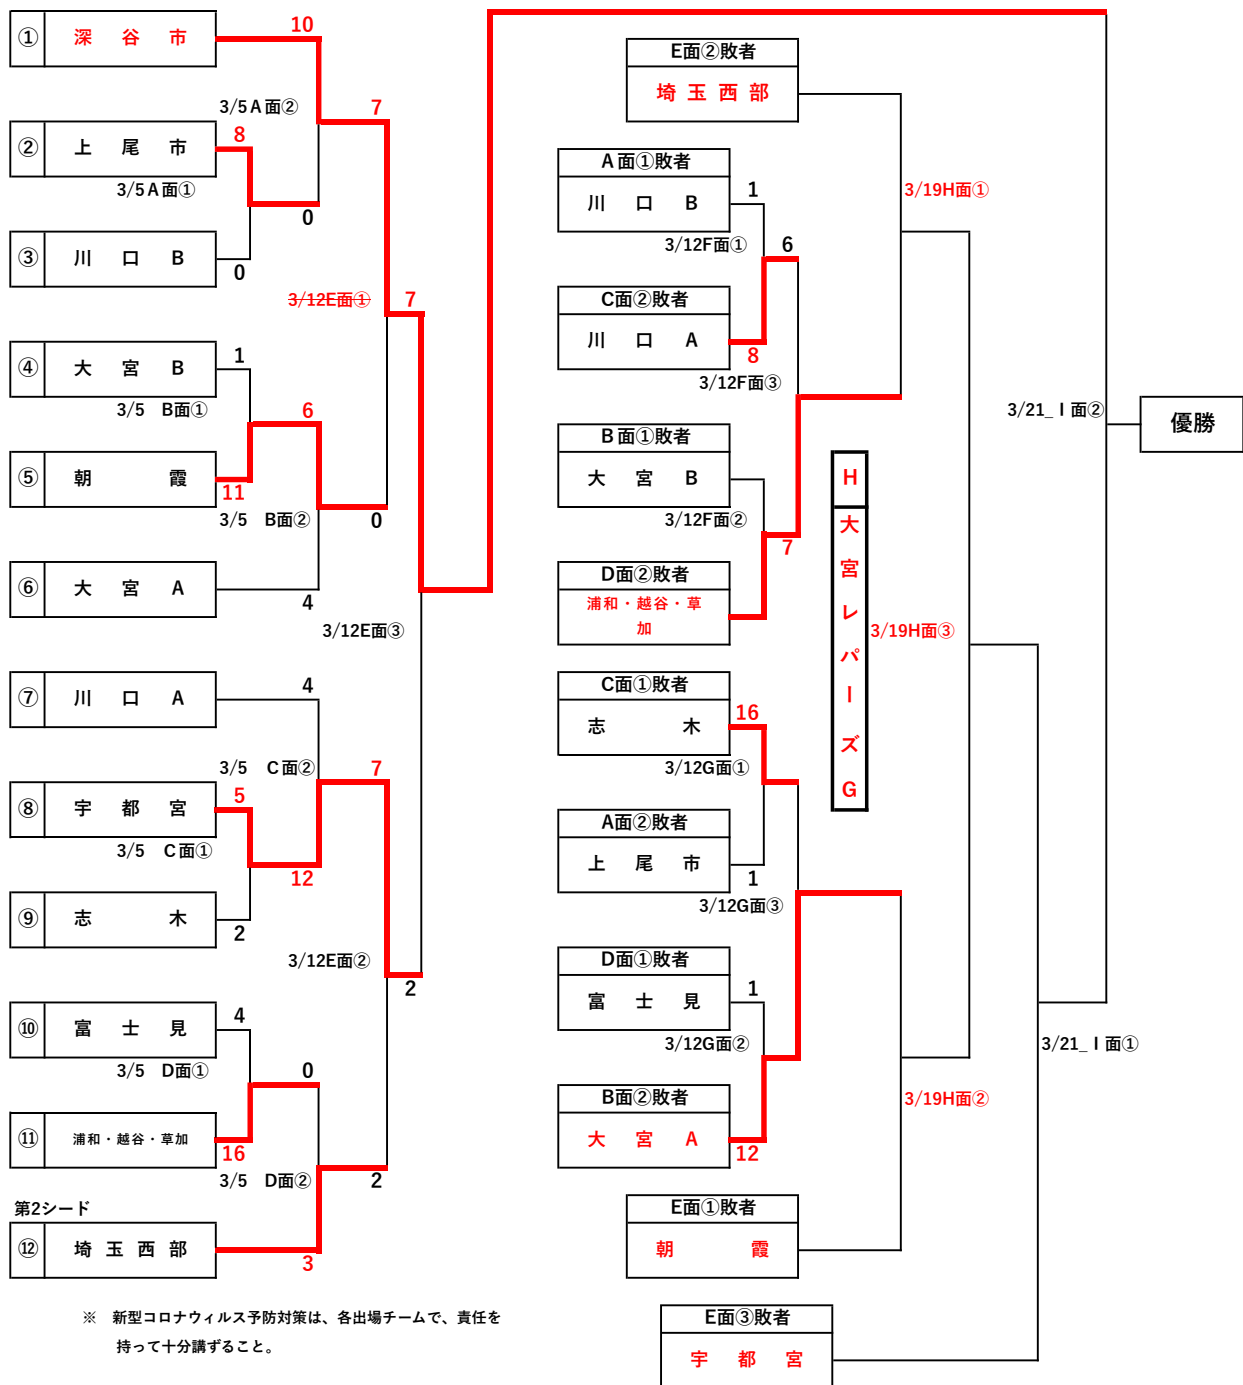 ① 深谷市
10
3/5A面②
7
② 上尾市
8
3/5A面①
0
③ 川口B
0
3/12E面①
7
④ 大宮B
1
3/5 B面①
6
⑤ 朝霞
11
3/5 B面②
0
⑥ 大宮A
4
3/12E面③
⑦ 川口A
4
3/5 C面②
7
⑧ 宇都宮
5
3/5 C面①
12
⑨ 志木
2
3/12E面②
2
⑩ 富士見
4
3/5 D面①
0
⑪ 浦和・越谷・草加
16
3/5 D面②
2
第2シード
⑫ 埼玉西部
3
※ 新型コロナウィルス予防対策は、各出場チームで、責任を
持って十分講ずること。
E面②敗者
埼玉西部
A面①敗者
川口B
1
3/12F面①
6
C面②敗者
川口A
8
3/12F面③
B面①敗者
大宮B
3/12F面②
7
D面②敗者
浦和・越谷・草
加
C面①敗者
志木
16
3/12G面①
A面②敗者
上尾市
1
3/12G面③
D面①敗者
富士見
1
3/12G面②
B面②敗者
大宮A
12
E面①敗者
朝霞
E面③敗者
宇都宮
3/19H面①
H
大宮レパーズG
3/19H面③
3/19H面②
3/21_I面②
3/21_I面①
優勝